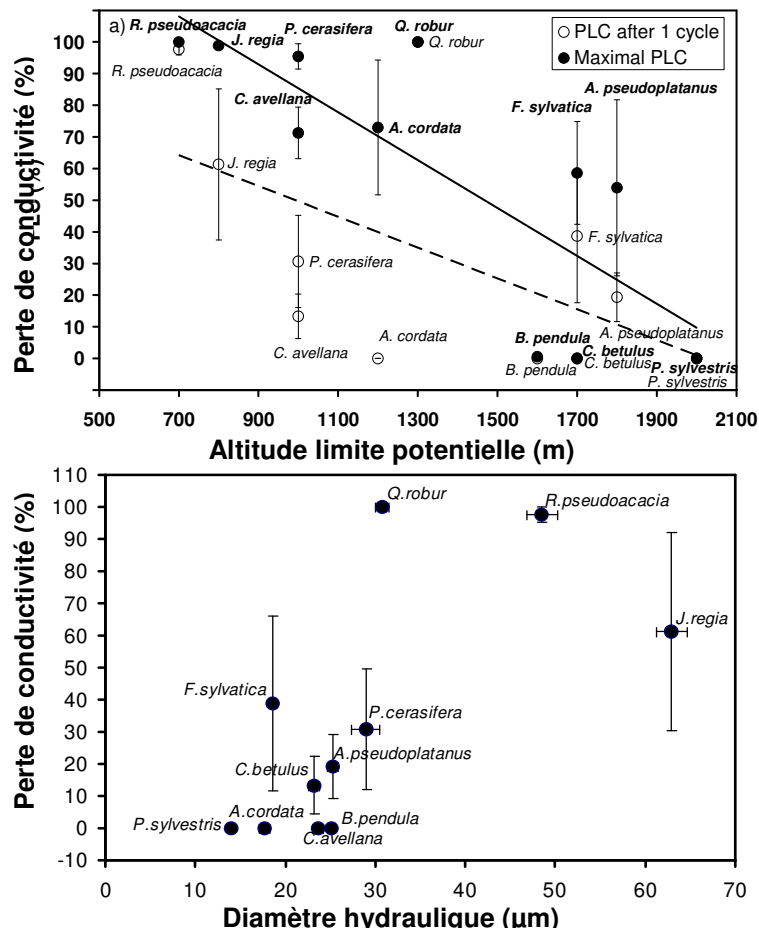 a) R. pseudoacacia P. cerasifera Q. robur
PLC after 1 cycle
Maximal PLC
100
J. regia Q. robur
R. pseudoacacia
90
C. avellana A. pseudoplatanus
80
F. sylvatica
70
A. cordata
60
J. regia
50
40
F. sylvatica
30
P. cerasifera
20
10
C. avellana A. cordata A. pseudoplatanus
B. pendula C. betulus
0
B. pendula C. betulus P. sylvestris
P. sylvestris
Perte de conductivité (%)
500 700 900 1100 1300 1500 1700 1900 2100
Altitude limite potentielle (m)
110
Q.robur R.pseudoacacia
100
90
80
70
J.regia
60
50
F.sylvatica
40
P.cerasifera
30
A.pseudoplatanus
20
C.betulus
10
A.cordata B.pendula
P.sylvestris
0
C.avellana
-10
Perte de conductivité (%)
0 10 20 30 40 50 60 70
Diamètre hydraulique (µm)